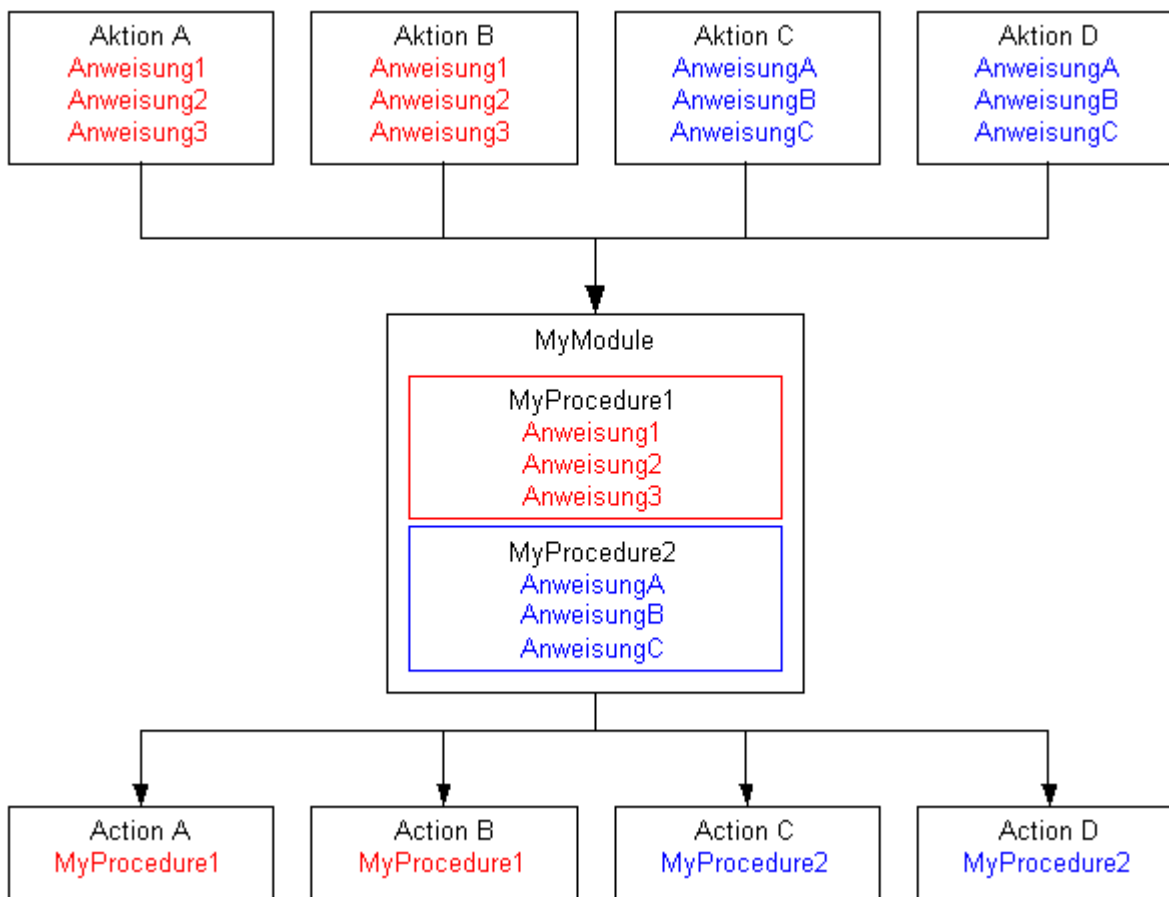 Aktion A
Anweisung1
Anweisung2
Anweisung3
Aktion B
Anweisung1
Anweisung2
Anweisung3
Aktion C
AnweisungA
AnweisungB
AnweisungC
Aktion D
AnweisungA
AnweisungB
AnweisungC
MyModule
MyProcedure1
Anweisung1
Anweisung2
Anweisung3
MyProcedure2
AnweisungA
AnweisungB
AnweisungC
Action A
MyProcedure1
Action B
MyProcedure1
Action C
MyProcedure2
Action D
MyProcedure2